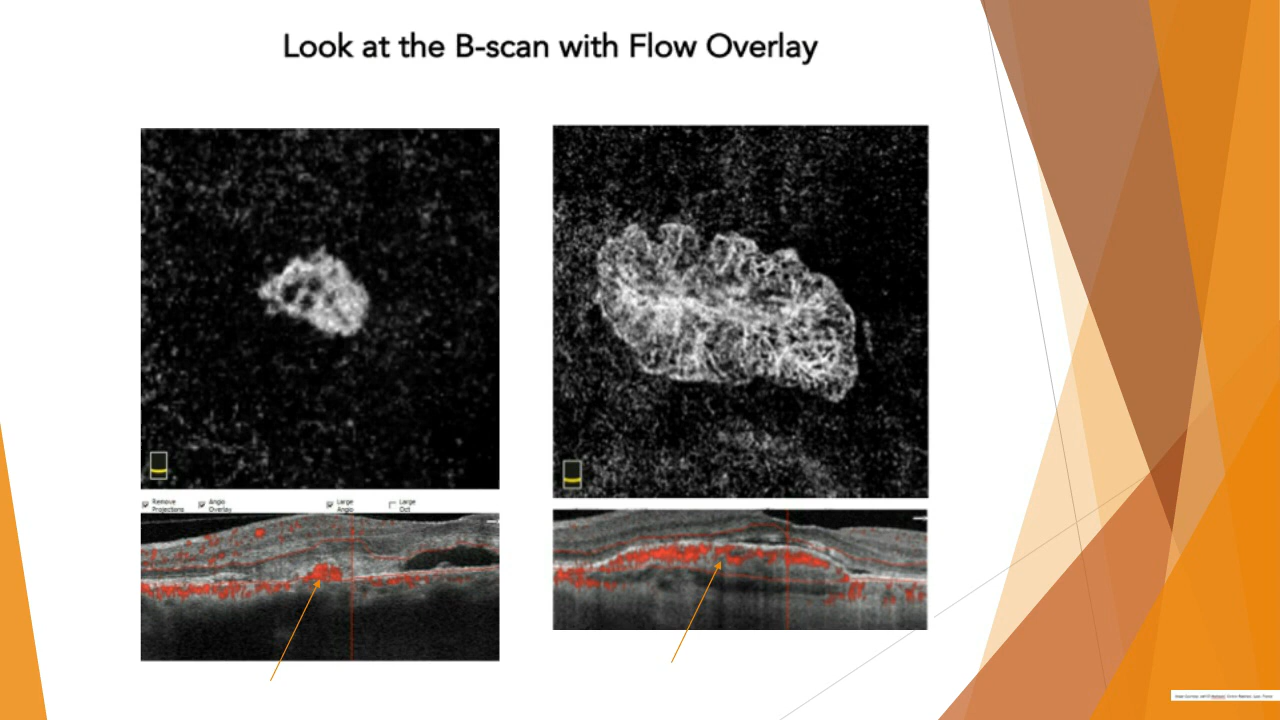 Look at the B-scan with Flow Overlay
Remove Projections
Angio Overlay
Large Angio
Large Oct